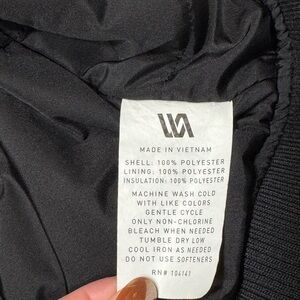 MADE IN VIETNAM
SHELL: 100% POLYESTER
LINING: 100% POLYESTER
INSULATION: 100% POLYESTER
MACHINE WASH COLD
WITH LIKE COLORS
GENTLE CYCLE
ONLY NON-CHLORINE
BLEACH WHEN NEEDED
TUMBLE DRY LOW
COOL IRON AS NEEDED
DO NOT USE SOFTENERS
RN# 104141